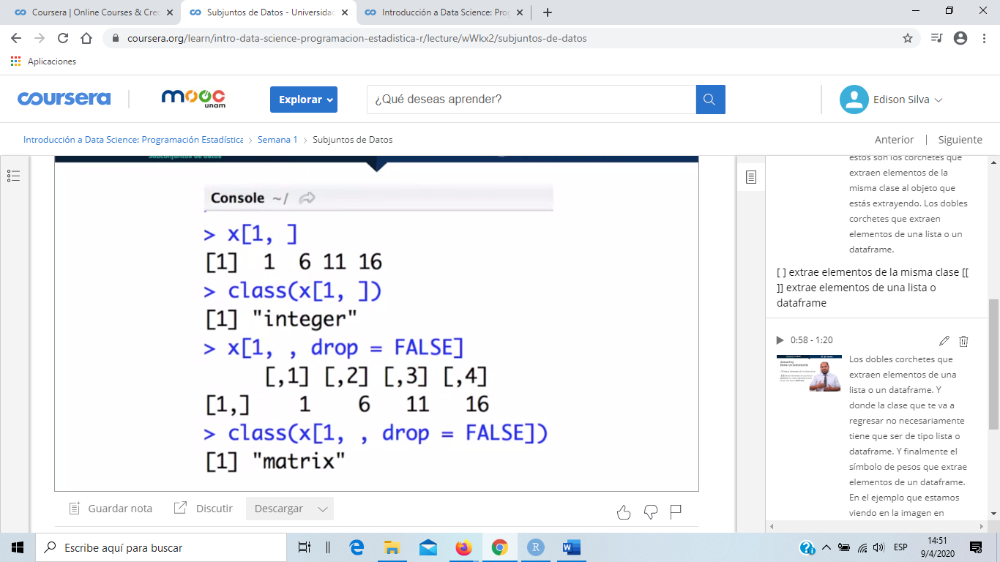 Coursera | Online Courses & Crec
Subjuntos de Datos - Universidad
Introducción a Data Science: Prog
coursera.org/learn/intro-data-science-programacion-estadistica-r/lecture/wWkx2/subjuntos-de-datos
Aplicaciones
coursera
mooc
unam
Explorar
¿Qué deseas aprender?
Edison Silva
Introducción a Data Science: Programación Estadística
Semana 1
Subjuntos de Datos
Anterior | Siguiente
Subconjuntos de datos
Console ~/
> x[1, ]
[1] 1 6 11 16
> class(x[1, ])
[1] "integer"
> x[1, , drop = FALSE]
[,1] [,2] [,3] [,4]
[1,] 1 6 11 16
> class(x[1, , drop = FALSE])
[1] "matrix"
Guardar nota
Discutir
Descargar
estos son los corchetes que
extraen elementos de la
misma clase al objeto que
estás extrayendo. Los dobles
corchetes que extraen
elementos de una lista o un
dataframe.
[ ] extrae elementos de la misma clase [[
]] extrae elementos de una lista o
dataframe
0:58 - 1:20
Los dobles corchetes que
extraen elementos de una
lista o un dataframe. Y
donde la clase que te va a
regresar no necesariamente
tiene que ser de tipo lista o
dataframe. Y finalmente el
símbolo de pesos que extrae
elementos de un dataframe.
En el ejemplo que estamos
viendo en la imagen en
Escribe aquí para buscar
ESP
14:51
9/4/2020